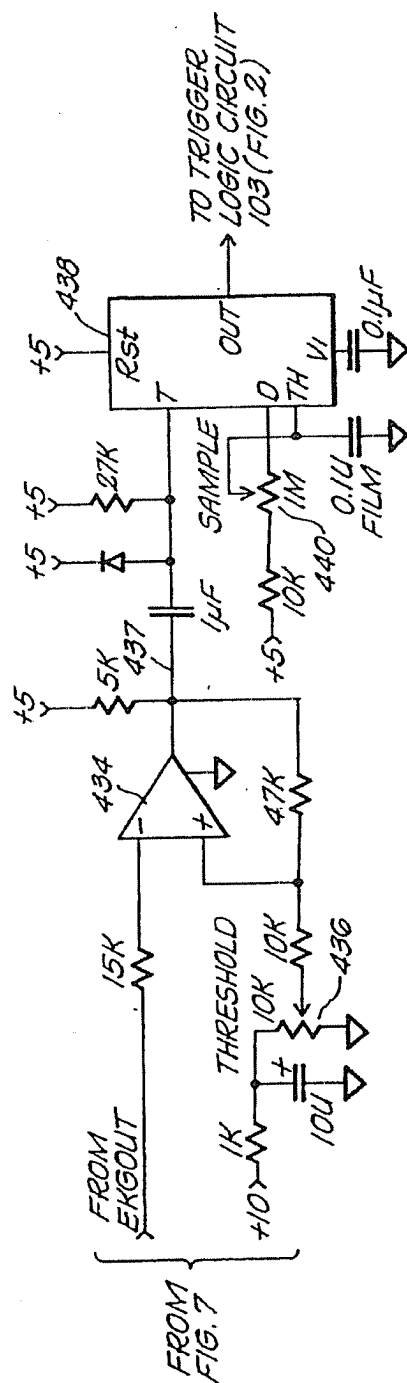 FROM
FIG. 7
FROM
EKGOUT
15K
-
+
434
+5
5K
437
1µF
+5
+5
27K
+5
438
Rst
T
OUT
D
TH
V1
TO TRIGGER
LOGIC CIRCUIT
103 (FIG. 2)
SAMPLE
+5
10K
1M
440
0.1U
FILM
0.1µF
47K
THRESHOLD
10K
10K
436
+10
1K
+
10U